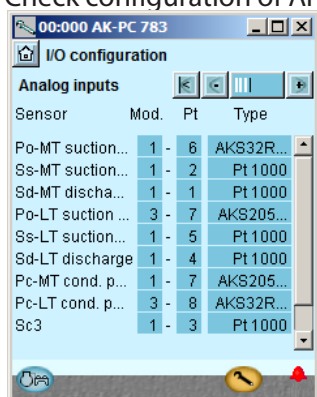 Check configuration of A
00:000 AK-PC 783
I/O configuration
Analog inputs
Sensor Mod. Pt Type
Po-MT suction... 1 - 6 AKS32R...
Ss-MT suction... 1 - 2 Pt 1000
Sd-MT discha... 1 - 1 Pt 1000
Po-LT suction ... 3 - 7 AKS205...
Ss-LT suction... 1 - 5 Pt 1000
Sd-LT discharge 1 - 4 Pt 1000
Pc-MT cond. p... 1 - 7 AKS205...
Pc-LT cond. p... 3 - 8 AKS32R...
Sc3 1 - 3 Pt 1000